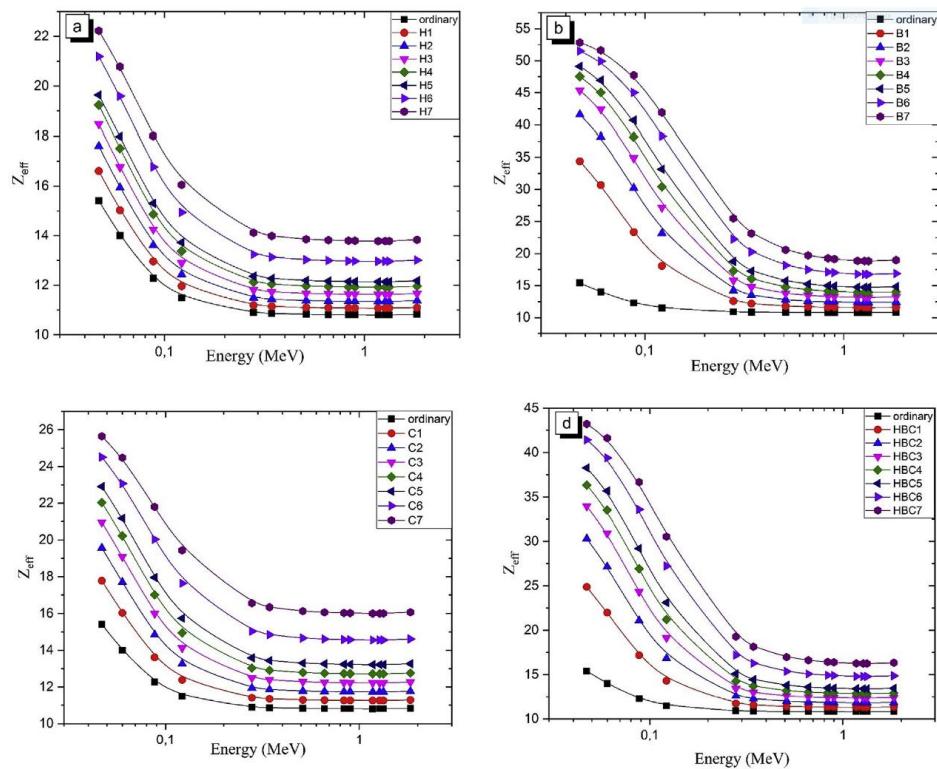 a
ordinary
H1
H2
H3
H4
H5
H6
H7
22
20
18
16
14
12
10
Zeff
0,1
1
Energy (MeV)
b
ordinary
B1
B2
B3
B4
B5
B6
B7
55
50
45
40
35
30
25
20
15
10
Zeff
0,1
1
Energy (MeV)
ordinary
C1
C2
C3
C4
C5
C6
C7
26
24
22
20
18
16
14
12
10
Zeff
0,1
1
Energy (MeV)
d
ordinary
HBC1
HBC2
HBC3
HBC4
HBC5
HBC6
HBC7
45
40
35
30
25
20
15
10
Zeff
0,1
1
Energy (MeV)